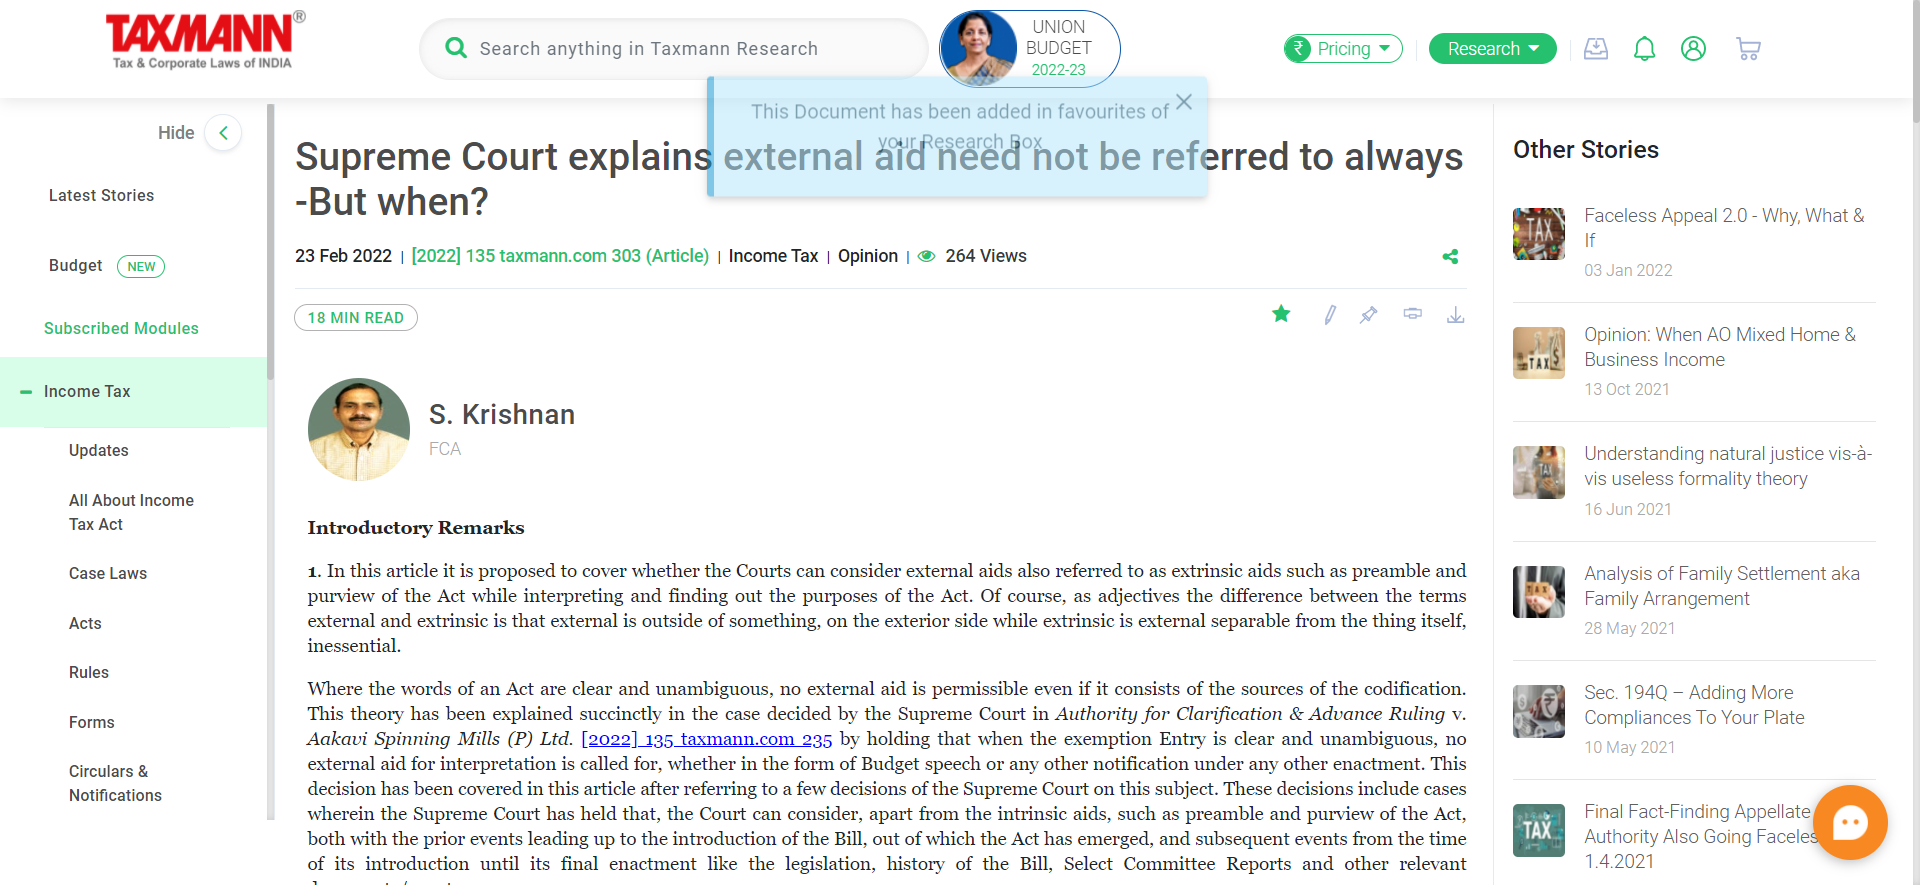 TAXMANN®
Tax & Corporate Laws of INDIA
Search anything in Taxmann Research
UNION
BUDGET
2022-23
₹ Pricing
Research
This Document has been added in favourites of
your Research Box
Hide
Latest Stories
Budget NEW
Subscribed Modules
Income Tax
Updates
All About Income
Tax Act
Case Laws
Acts
Rules
Forms
Circulars &
Notifications
Supreme Court explains external aid need not be referred to always
-But when?
23 Feb 2022 | [2022] 135 taxmann.com 303 (Article) | Income Tax | Opinion | 264 Views
18 MIN READ
S. Krishnan
FCA
Introductory Remarks
1. In this article it is proposed to cover whether the Courts can consider external aids also referred to as extrinsic aids such as preamble and
purview of the Act while interpreting and finding out the purposes of the Act. Of course, as adjectives the difference between the terms
external and extrinsic is that external is outside of something, on the exterior side while extrinsic is external separable from the thing itself,
inessential.
Where the words of an Act are clear and unambiguous, no external aid is permissible even if it consists of the sources of the codification.
This theory has been explained succinctly in the case decided by the Supreme Court in Authority for Clarification & Advance Ruling v.
Aakavi Spinning Mills (P) Ltd. [2022] 135 taxmann.com 235 by holding that when the exemption Entry is clear and unambiguous, no
external aid for interpretation is called for, whether in the form of Budget speech or any other notification under any other enactment. This
decision has been covered in this article after referring to a few decisions of the Supreme Court on this subject. These decisions include cases
wherein the Supreme Court has held that, the Court can consider, apart from the intrinsic aids, such as preamble and purview of the Act,
both with the prior events leading up to the introduction of the Bill, out of which the Act has emerged, and subsequent events from the time
of its introduction until its final enactment like the legislation, history of the Bill, Select Committee Reports and other relevant
Other Stories
TAX
Faceless Appeal 2.0 - Why, What &
If
03 Jan 2022
TAX
Opinion: When AO Mixed Home &
Business Income
13 Oct 2021
TAX
Understanding natural justice vis-à-
vis useless formality theory
16 Jun 2021
TAX
Analysis of Family Settlement aka
Family Arrangement
28 May 2021
Sec. 194Q – Adding More
Compliances To Your Plate
10 May 2021
TAX
Final Fact-Finding Appellate
Authority Also Going Faceles
1.4.2021